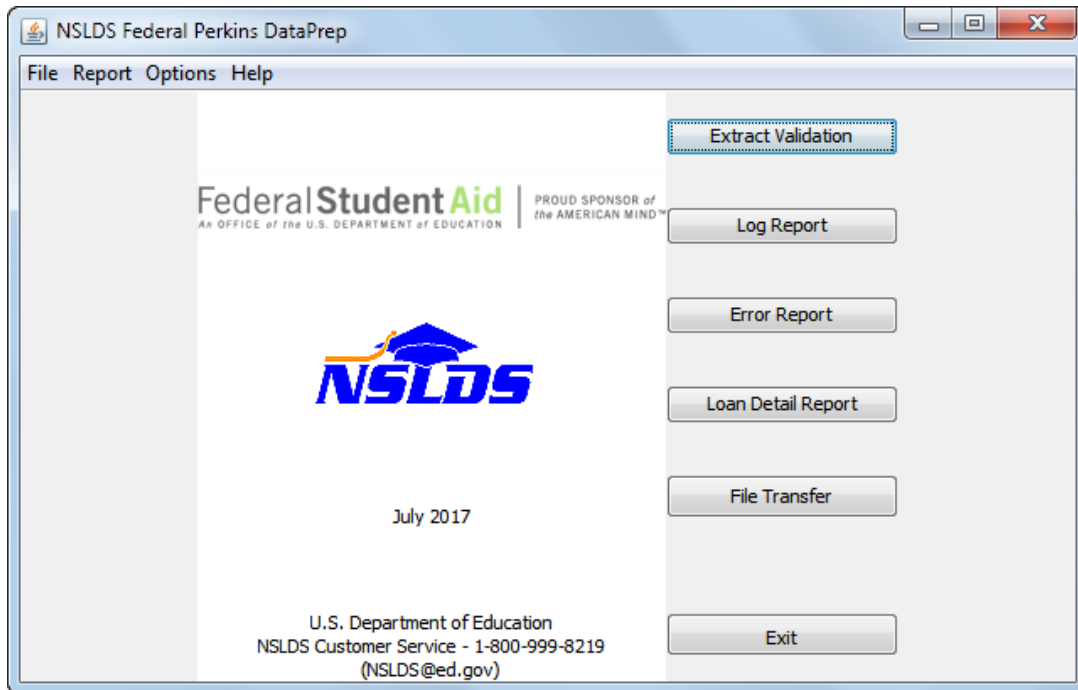 NSLDS Federal Perkins DataPrep
File Report Options Help
Extract Validation
Federal Student Aid
An OFFICE of the U.S. DEPARTMENT of EDUCATION
PROUD SPONSOR of
the AMERICAN MIND™
Log Report
Error Report
NSLDS
Loan Detail Report
File Transfer
July 2017
U.S. Department of Education
NSLDS Customer Service - 1-800-999-8219
(NSLDS@ed.gov)
Exit